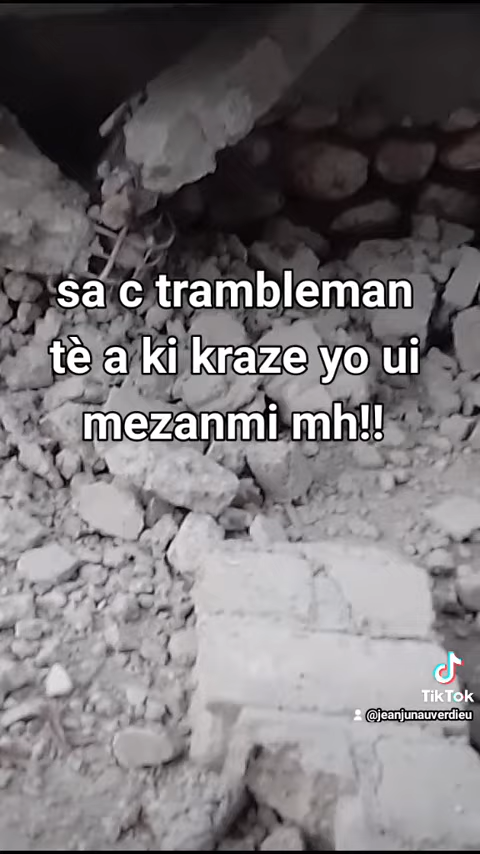 sa c trambleman
tè a ki kraze yo ui
mezanmi mh!!
TikTok
@jeanjunauverdieu